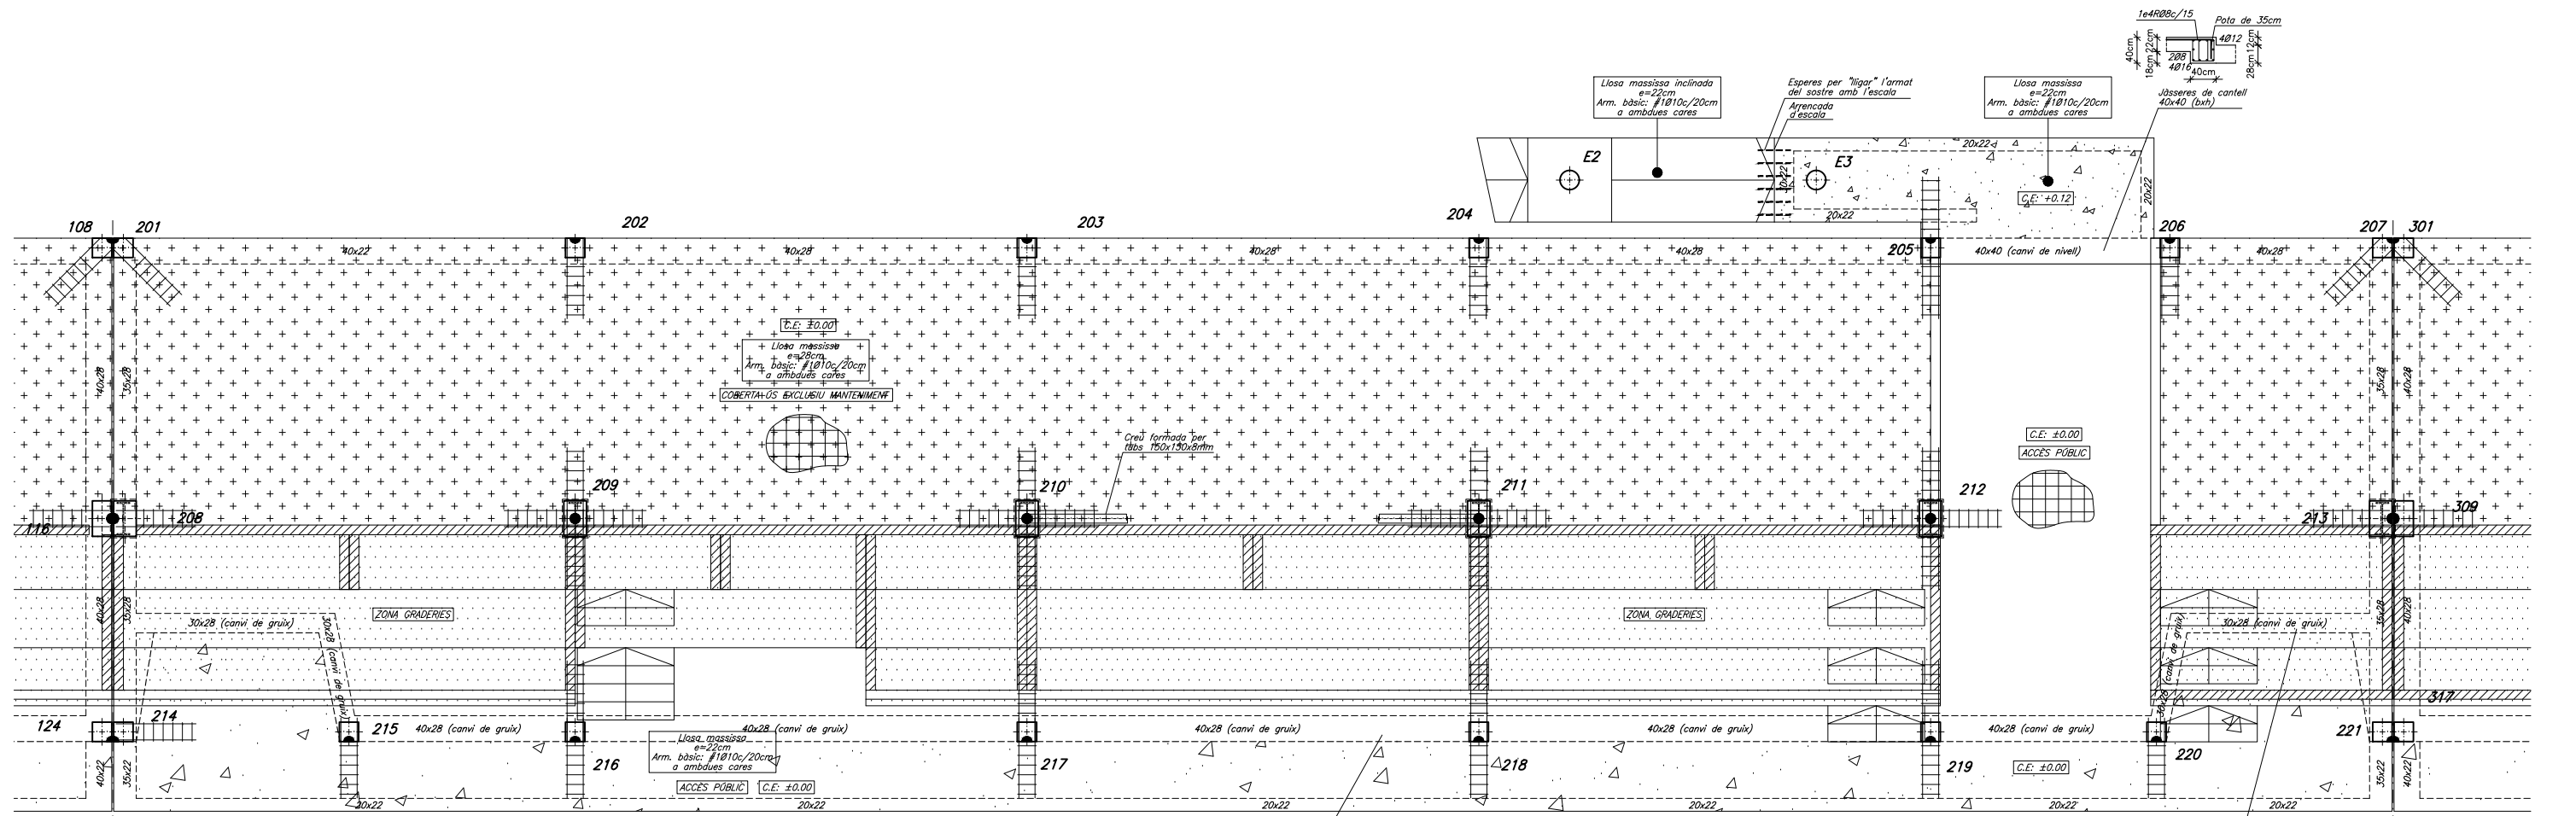 1e4RØ8c/15
Pota de 35cm
40cm
18cm 22cm
4Ø12
2Ø8
4Ø16
40cm
28cm 12cm
Llosa massissa inclinada
e=22cm
Arm. bàsic: #1Ø10c/20cm
a ambdues cares
Esperes per "lligar" l'armat
del sostre amb l'escala
Arrencada
d'escala
Llosa massissa
e=22cm
Arm. bàsic: #1Ø10c/20cm
a ambdues cares
Jàsseres de cantell
40x40 (bxh)
E2
E3
20x22
20x22
20x22
C.E: +0.12
20x22
108
201
202
203
204
205
206
207
301
40x22
40x28
40x28
40x28
40x40 (canvi de nivell)
40x28
C.E: ±0.00
Llosa massissa
e=28cm
Arm. bàsic: #1Ø10c/20cm
a ambdues cares
COBERTA ÚS EXCLUSIU MANTENIMENT
40x28
35x28
35x28
40x28
Creu formada per
tubs 150x150x8mm
C.E: ±0.00
ACCÉS PÚBLIC
116
208
209
210
211
212
213
309
40x28
35x28
ZONA GRADERIES
ZONA GRADERIES
35x28
40x28
30x28 (canvi de gruix)
30x28 (canvi de gruix)
30x28 (canvi de gruix)
30x28 (canvi de gruix)
317
124
214
215
40x28 (canvi de gruix)
40x28 (canvi de gruix)
40x28 (canvi de gruix)
40x28 (canvi de gruix)
40x28 (canvi de gruix)
221
Llosa massissa
e=22cm
Arm. bàsic: #1Ø10c/20cm
a ambdues cares
216
217
218
219
220
40x22
35x22
ACCÉS PÚBLIC
C.E: ±0.00
C.E: ±0.00
35x22
40x22
20x22
20x22
20x22
20x22
20x22
20x22